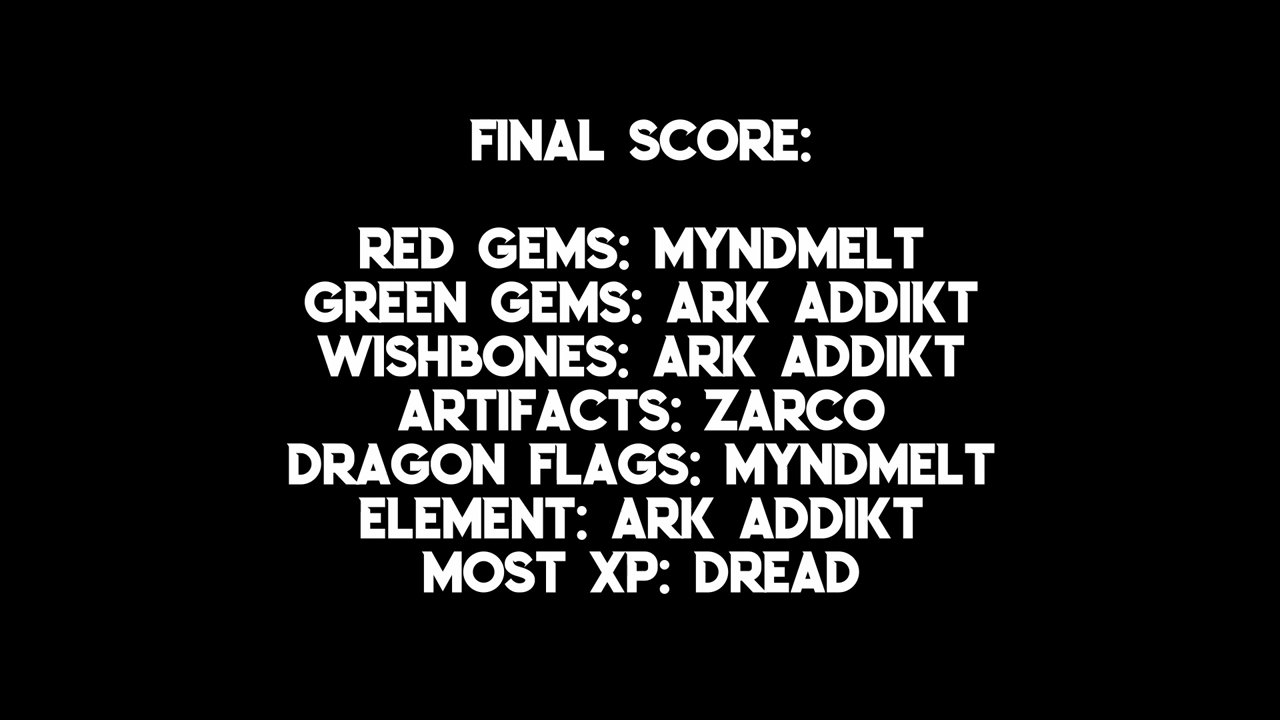 FINAL SCORE:
RED GEMS: MYNDMELT
GREEN GEMS: ARK ADDIKT
WISHBONES: ARK ADDIKT
ARTIFACTS: ZARCO
DRAGON FLAGS: MYNDMELT
ELEMENT: ARK ADDIKT
MOST XP: DREAD